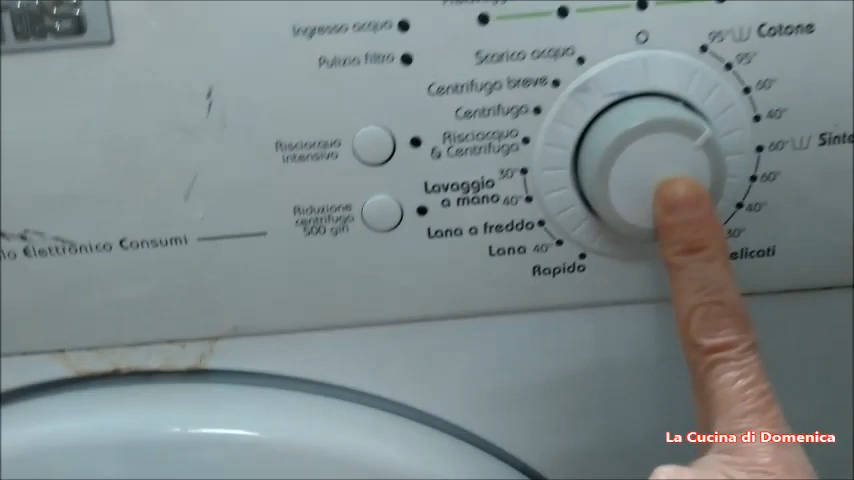 Ingresso acqua
Pulizia filtro
Scarico acqua
Centrifuga breve
Centrifuga
Risciacquo
& Centrifuga
Risciacquo
intensivo
Riduzione
centrifuga
500 giri
30°
Lavaggio
a mano 40°
Lana a freddo
Lana 40°
Rapido
95° Cotone
95°
60°
40°
60° Sinte
60°
40°
30°
elicati
Elettronico Consumi
La Cucina di Domenica